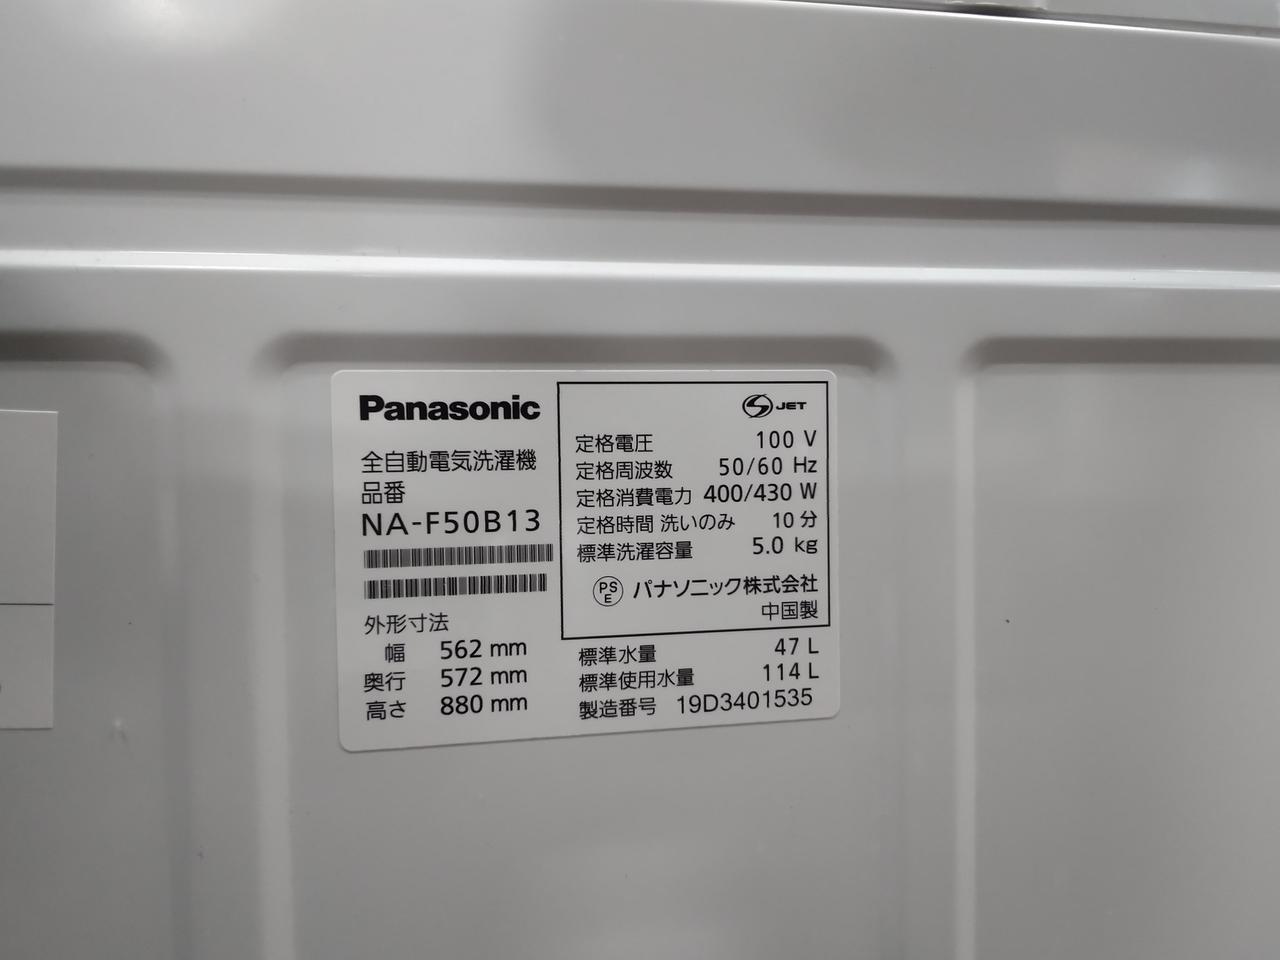 Panasonic
全自動電気洗濯機
品番
NA-F50B13
外形寸法
幅 562 mm
奥行 572 mm
高さ 880 mm
S JET
定格電圧 100 V
定格周波数 50/60 Hz
定格消費電力 400/430 W
定格時間 洗いのみ 10分
標準洗濯容量 5.0 kg
PS E パナソニック株式会社
中国製
標準水量 47 L
標準使用水量 114 L
製造番号 19D3401535